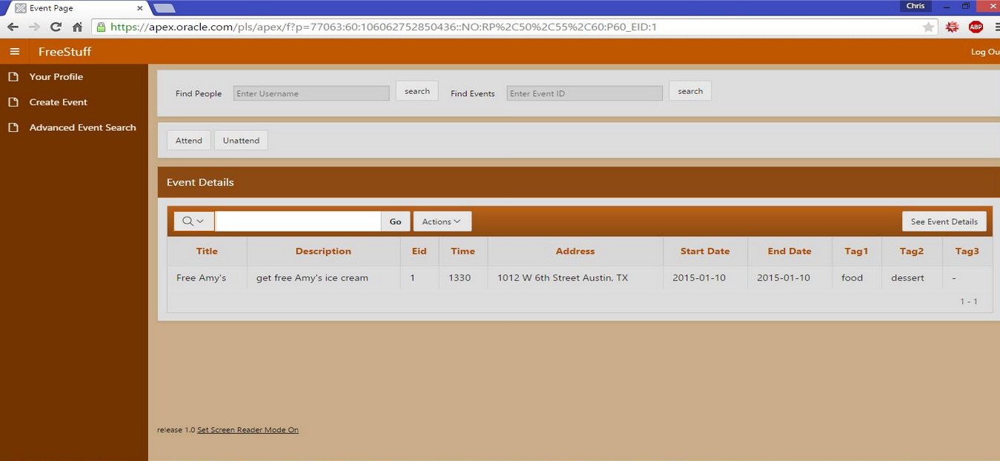 Event Page
Chris
https://apex.oracle.com/pls/apex/f?p=77063:60:106062752850436::NO:RP%2C50%2C55%2C60:P60_EID:1
ABP
FreeStuff
Log Ou
Your Profile
Create Event
Advanced Event Search
Find People Enter Username search Find Events Enter Event ID search
Attend Unattend
Event Details
Go Actions See Event Details
Title Description Eid Time Address Start Date End Date Tag1 Tag2 Tag3
Free Amy's get free Amy's ice cream 1 1330 1012 W 6th Street Austin, TX 2015-01-10 2015-01-10 food dessert -
1 - 1
release 1.0 Set Screen Reader Mode On